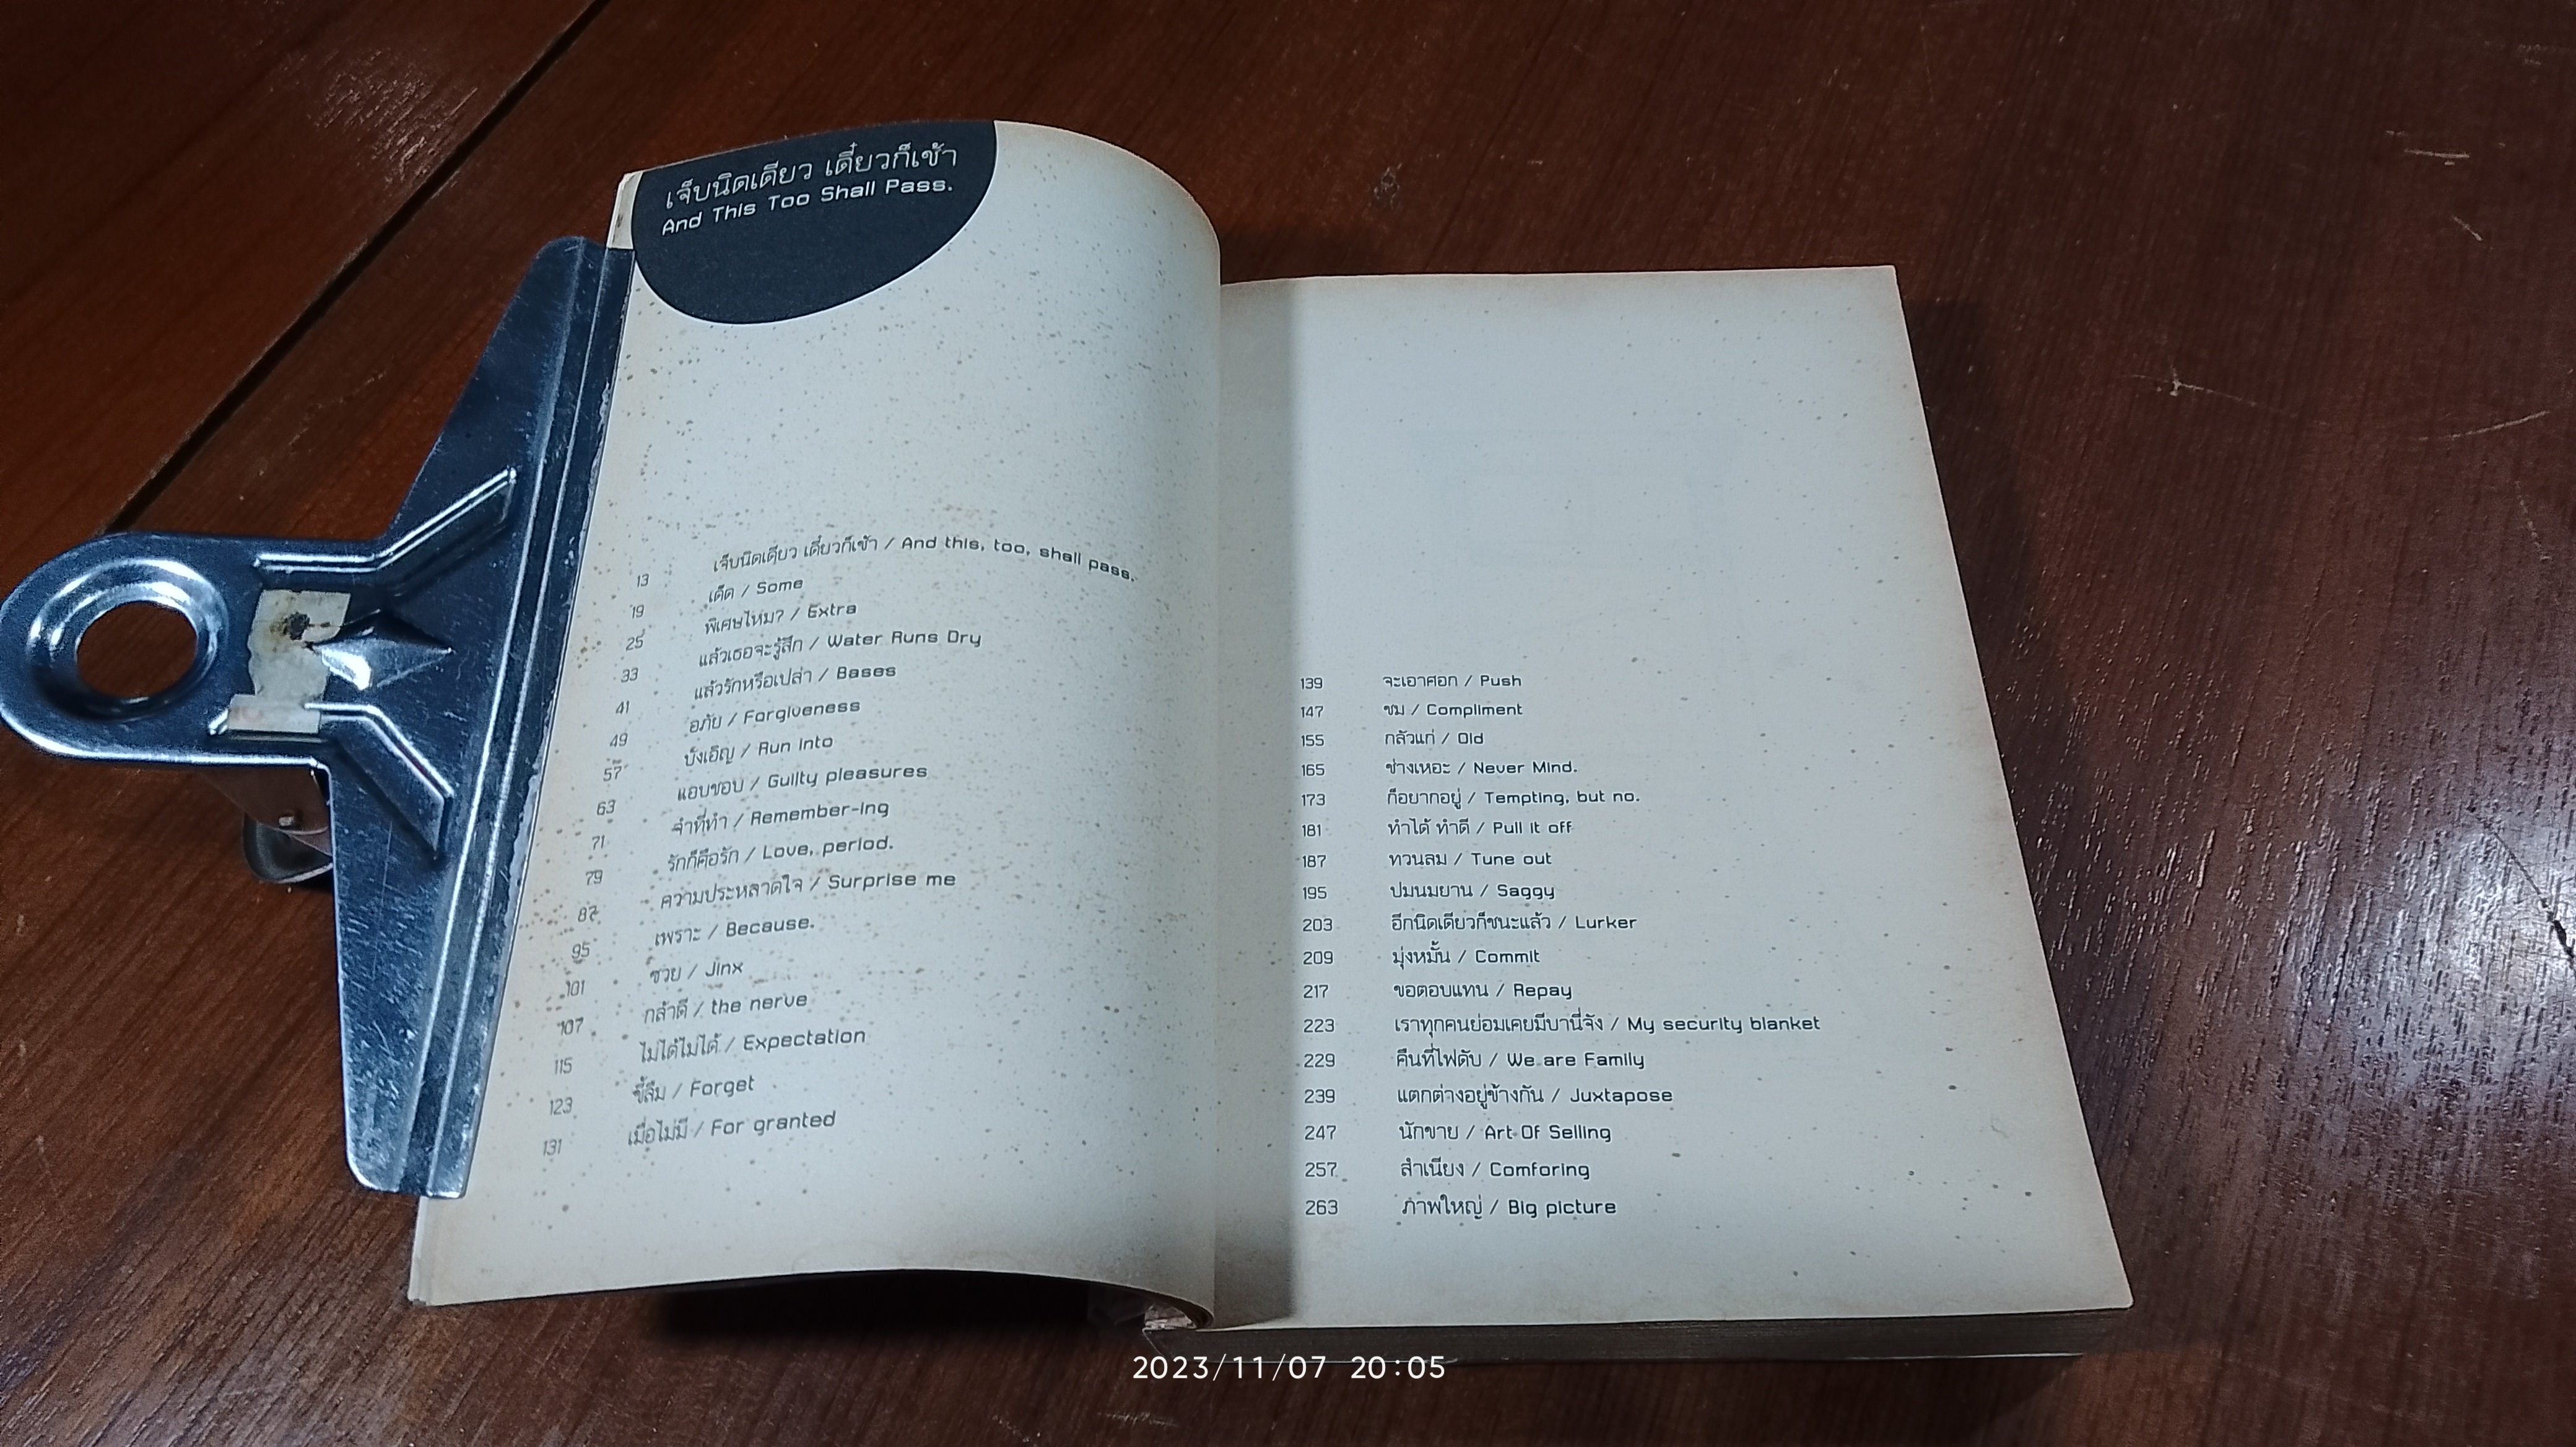 เจ็บนิดเดียว เดี๋ยวก็เช้า
And This Too Shall Pass.
13 เจ็บนิดเดียว เดี๋ยวก็เช้า / And this, too, shall pass.
19 เด็ด / Some
25 พิเศษไหม? / Extra
33 แล้วเธอจะรู้สึก / Water Runs Dry
41 แล้วรักหรือเปล่า / Bases
49 อภัย / Forgiveness
57 บังเอิญ / Run into
63 แอบชอบ / Guilty pleasures
71 จำที่ทำ / Remember-ing
79 รักก็คือรัก / Love, period.
87 ความประหลาดใจ / Surprise me
95 เพราะ / Because.
101 ซวย / Jinx
107 กล้าดี / the nerve
115 ไม่ได้ไม่ได้ / Expectation
123 ขี้ลืม / Forget
131 เมื่อไม่มี / For granted
139 จะเอาศอก / Push
147 ชม / Compliment
155 กลัวแก่ / Old
165 ช่างเหอะ / Never Mind.
173 ก็อยากอยู่ / Tempting, but no.
181 ทำได้ ทำดี / Pull it off
187 ทวนลม / Tune out
195 ปมนมยาน / Saggy
203 อีกนิดเดียวก็ชนะแล้ว / Lurker
209 มุ่งหมั้น / Commit
217 ขอตอบแทน / Repay
223 เราทุกคนย่อมเคยมีบานี่จัง / My security blanket
229 คืนที่ไฟดับ / We are Family
239 แตกต่างอยู่ข้างกัน / Juxtapose
247 นักขาย / Art Of Selling
257 สำเนียง / Comforing
263 ภาพใหญ่ / Big picture
2023/11/07 20:05